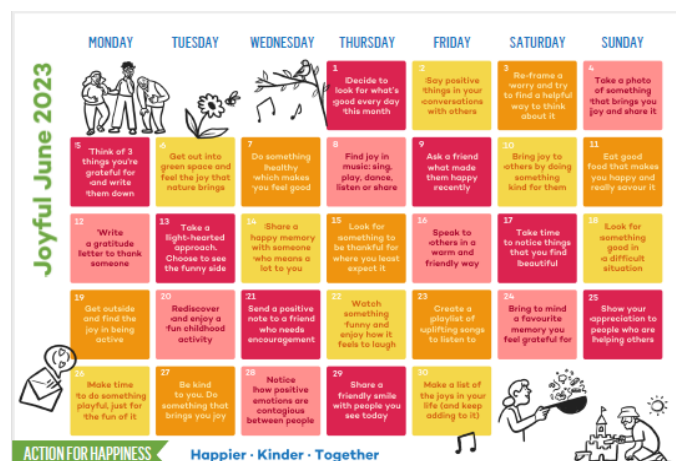 MONDAY TUESDAY WEDNESDAY THURSDAY FRIDAY SATURDAY SUNDAY
Joyful June 2023
1
Decide to
look for what's
good every day
this month
2
Say positive
things in your
conversations
with others
3
Re-frame a
worry and try
to find a helpful
way to think
about it
4
Take a photo
of something
that brings you
joy and share it
5
Think of 3
things you're
grateful for
and write
them down
6
Get out into
green space and
feel the joy that
nature brings
7
Do something
healthy
which makes
you feel good
8
Find joy in
music: sing,
play, dance,
listen or share
9
Ask a friend
what made
them happy
recently
10
Bring joy to
others by doing
something
kind for them
11
Eat good
food that makes
you happy and
really savour it
12
Write
a gratitude
letter to thank
someone
13
Take a
light-hearted
approach.
Choose to see
the funny side
14
Share a
happy memory
with someone
who means a
lot to you
15
Look for
something to
be thankful for
where you least
expect it
16
Speak to
others in a
warm and
friendly way
17
Take time
to notice things
that you find
beautiful
18
Look for
something
good in
a difficult
situation
19
Get outside
and find the
joy in being
active
20
Rediscover
and enjoy a
fun childhood
activity
21
Send a positive
note to a friend
who needs
encouragement
22
Watch
something
funny and
enjoy how it
feels to laugh
23
Create a
playlist of
uplifting songs
to listen to
24
Bring to mind
a favourite
memory you
feel grateful for
25
Show your
appreciation to
people who are
helping others
26
Make time
to do something
playful, just for
the fun of it
27
Be kind
to you. Do
something that
brings you joy
28
Notice
how positive
emotions are
contagious
between people
29
Share a
friendly smile
with people you
see today
30
Make a list of
the joys in your
life (and keep
adding to it)
ACTION FOR HAPPINESS
Happier · Kinder · Together